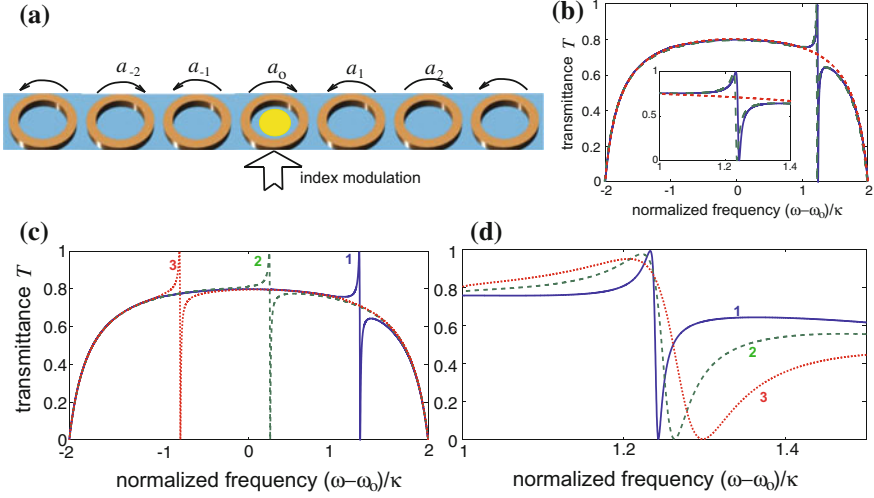 (a)
a-2 a-1 ao a1 a2
index modulation
(b)
transmittance T
1
0.8
0.6
0.4
0.2
0
-2 -1 0 1 2
1
0.5
0
1 1.2 1.4
normalized frequency (ω−ωo)/κ
(c)
transmittance T
1
0.8
0.6
0.4
0.2
0
3 2 1
-2 -1 0 1 2
normalized frequency (ω−ωo)/κ
(d)
1
0.8
0.6
0.4
0.2
0
1
2
3
1 1.2 1.4
normalized frequency (ω−ωo)/κ